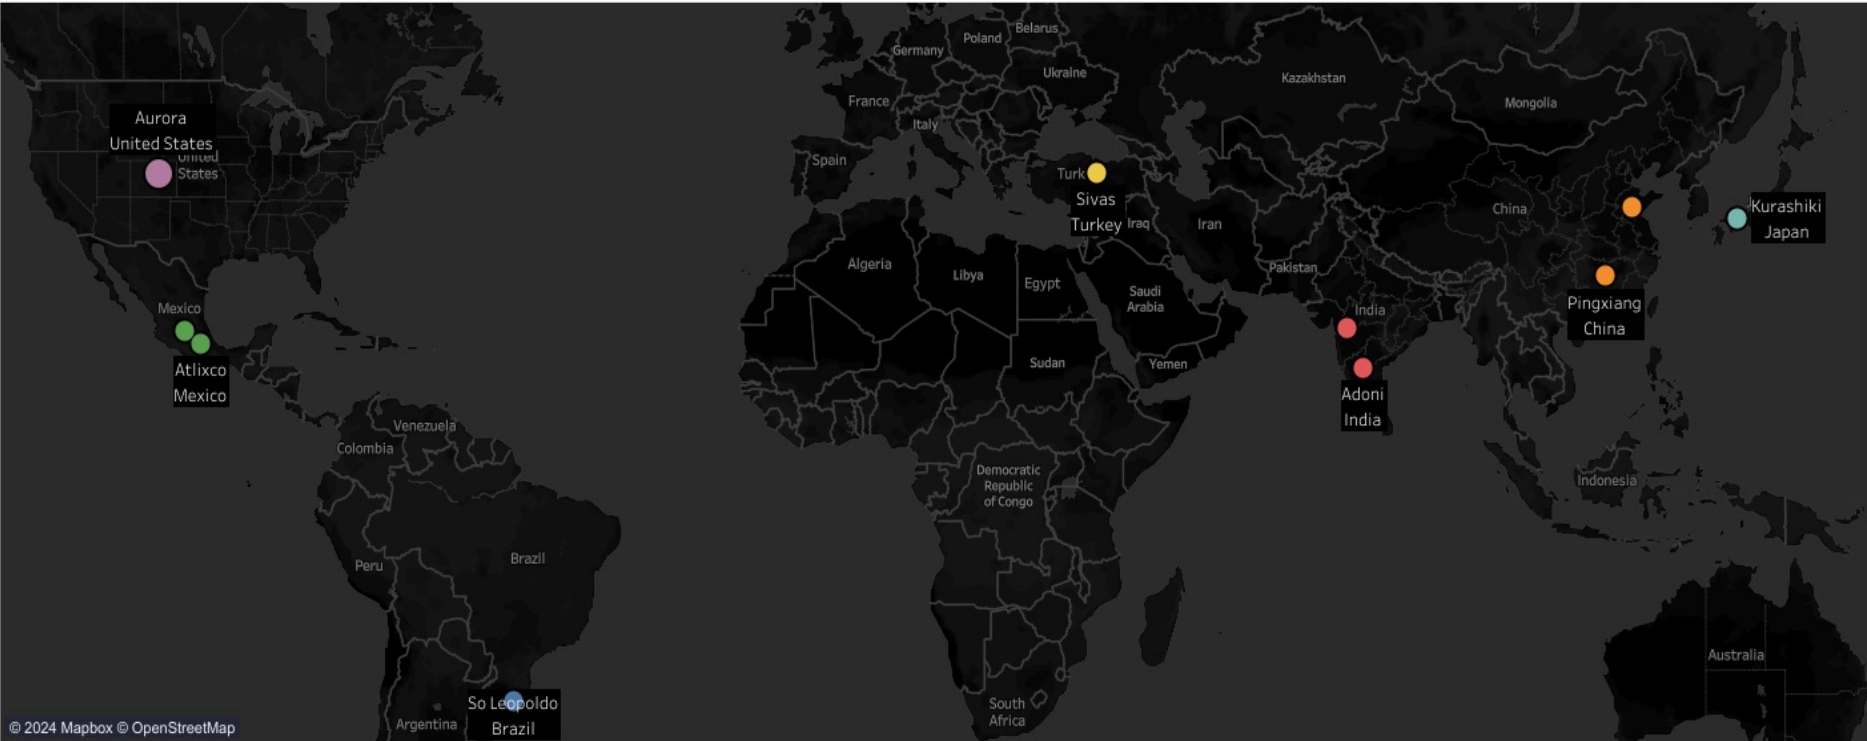 Belarus
Poland
Germany
Ukraine
Kazakhstan
France
Mongolia
Aurora
United States
United
States
Italy
Spain
Turk
Sivas
Turkey
Iraq
Iran
China
Kurashiki
Japan
Algeria
Libya
Egypt
Pakistan
Saudi
Arabia
Mexico
India
Pingxiang
China
Atlixco
Mexico
Sudan
Yemen
Adoni
India
Venezuela
Colombia
Democratic
Republic
of Congo
Indonesia
Brazil
Peru
Australia
So Leopoldo
Brazil
South
Africa
Argentina
© 2024 Mapbox © OpenStreetMap